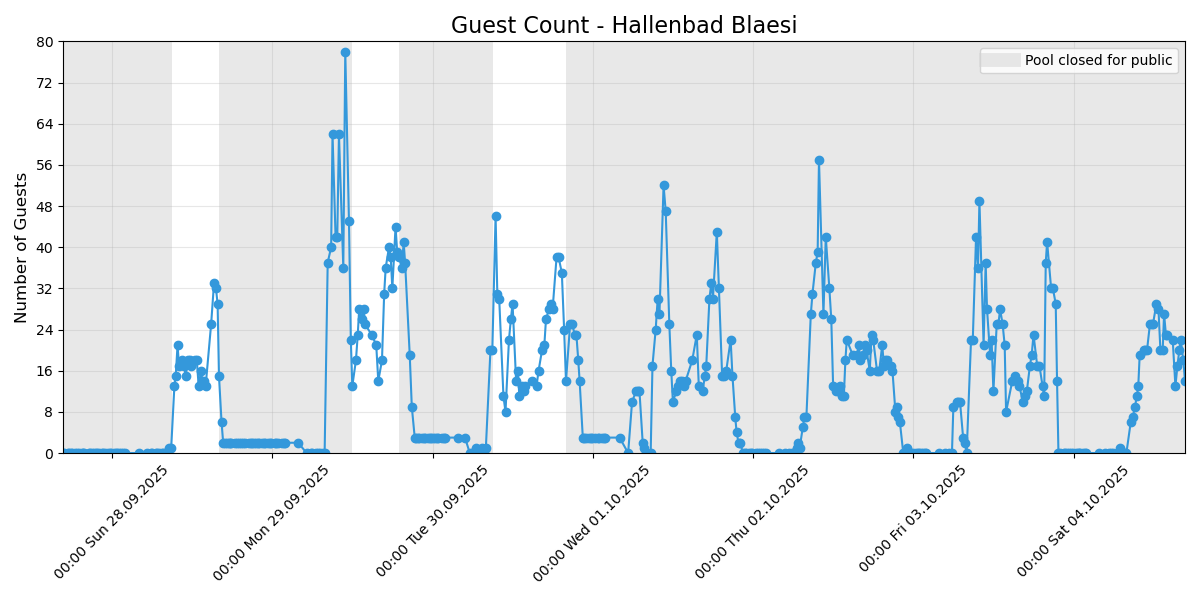 Guest Count - Hallenbad Blaesi
Pool closed for public
Number of Guests
80
72
64
56
48
40
32
24
16
8
0
00:00 Sun 28.09.2025
00:00 Mon 29.09.2025
00:00 Tue 30.09.2025
00:00 Wed 01.10.2025
00:00 Thu 02.10.2025
00:00 Fri 03.10.2025
00:00 Sat 04.10.2025